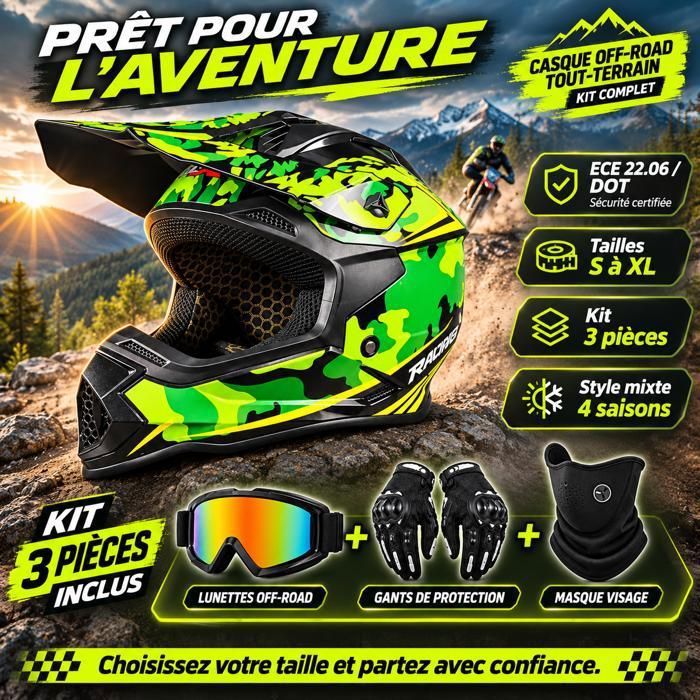 PRÊT POUR
L'AVENTURE
CASQUE OFF-ROAD
TOUT-TERRAIN
KIT COMPLET
ECE 22.06 /
DOT
Sécurité certifiée
Tailles
S à XL
Kit
3 pièces
Style mixte
4 saisons
RACING
KIT
3 PIÈCES
INCLUS
LUNETTES OFF-ROAD
GANTS DE PROTECTION
MASQUE VISAGE
Choisissez votre taille et partez avec confiance.